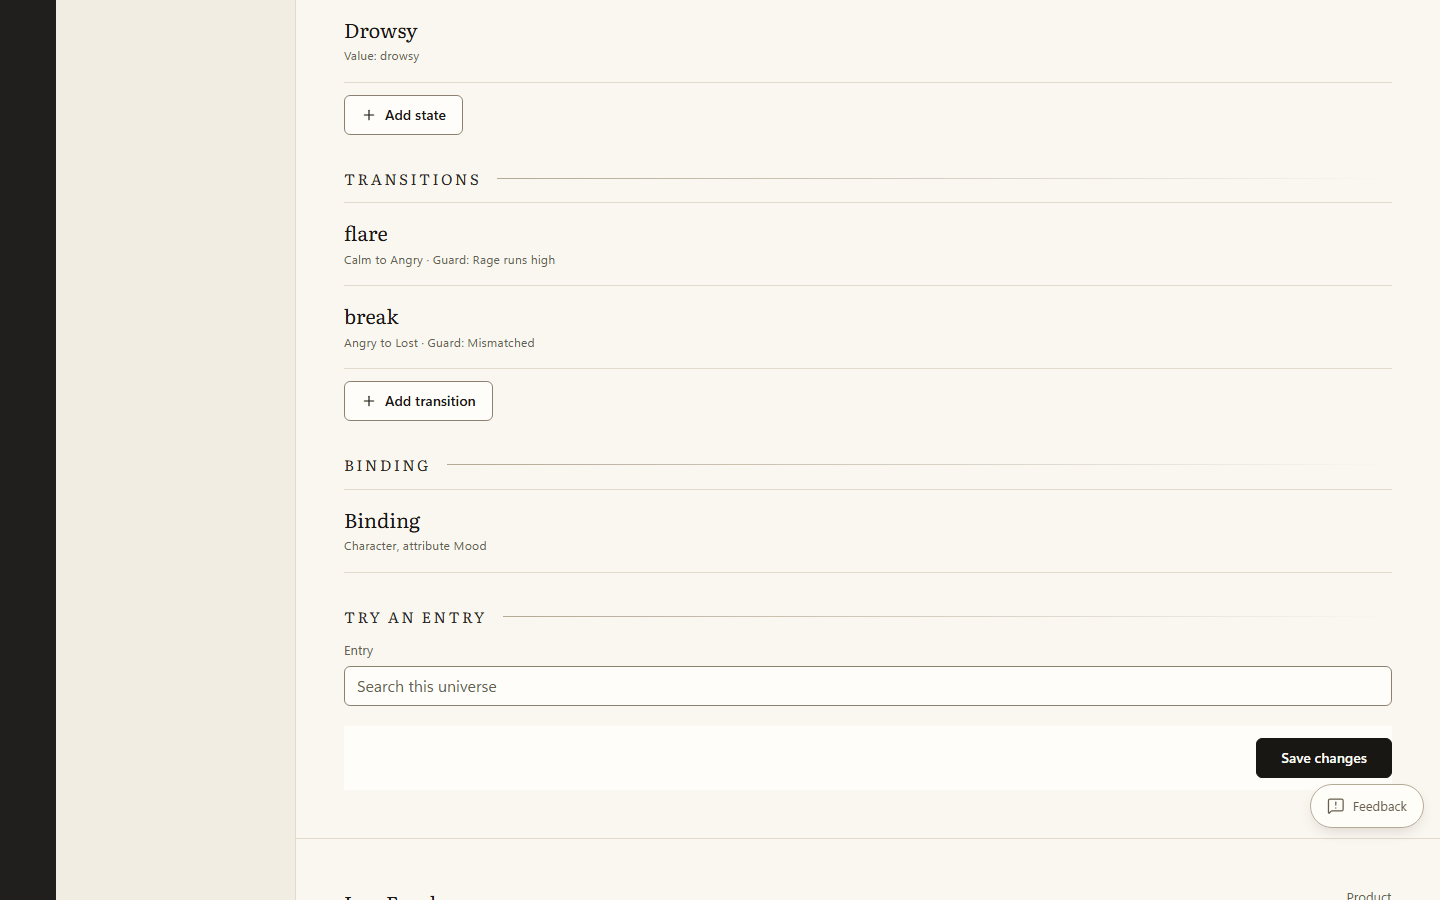 Drowsy
Value: drowsy
Add state
TRANSITIONS
flare
Calm to Angry · Guard: Rage runs high
break
Angry to Lost · Guard: Mismatched
Add transition
BINDING
Binding
Character, attribute Mood
TRY AN ENTRY
Entry
Search this universe
Save changes
Feedback
Product